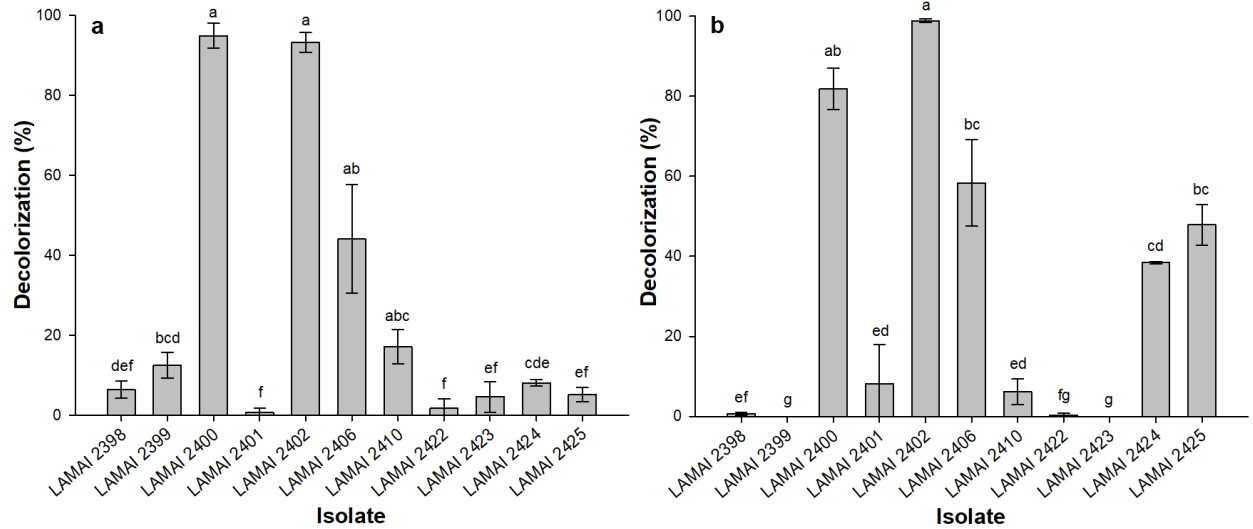 a
Decolorization (%)
100
80
60
40
20
0
def
bcd
a
f
a
ab
abc
f
ef
cde
ef
LAMAI 2398
LAMAI 2399
LAMAI 2400
LAMAI 2401
LAMAI 2402
LAMAI 2406
LAMAI 2410
LAMAI 2422
LAMAI 2423
LAMAI 2424
LAMAI 2425
Isolate
b
Decolorization (%)
100
80
60
40
20
0
ef
g
ab
ed
a
bc
ed
fg
g
cd
bc
LAMAI 2398
LAMAI 2399
LAMAI 2400
LAMAI 2401
LAMAI 2402
LAMAI 2406
LAMAI 2410
LAMAI 2422
LAMAI 2423
LAMAI 2424
LAMAI 2425
Isolate